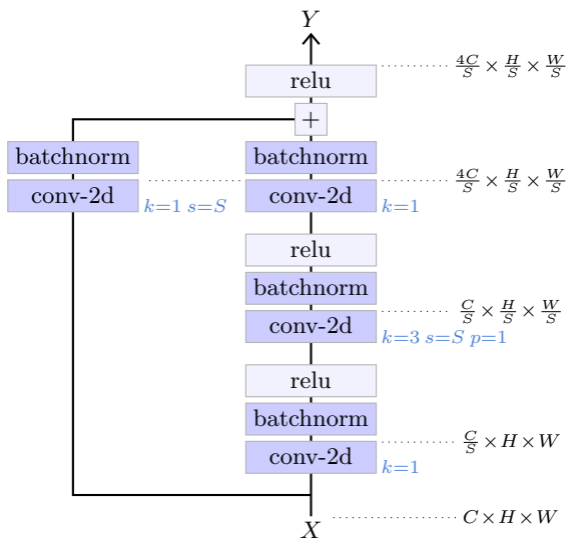 Y
relu
4C/S × H/S × W/S
+
batchnorm
batchnorm
conv-2d
k=1 s=S
conv-2d
k=1
4C/S × H/S × W/S
relu
batchnorm
conv-2d
k=3 s=S p=1
C/S × H/S × W/S
relu
batchnorm
conv-2d
k=1
C/S × H × W
X
C × H × W